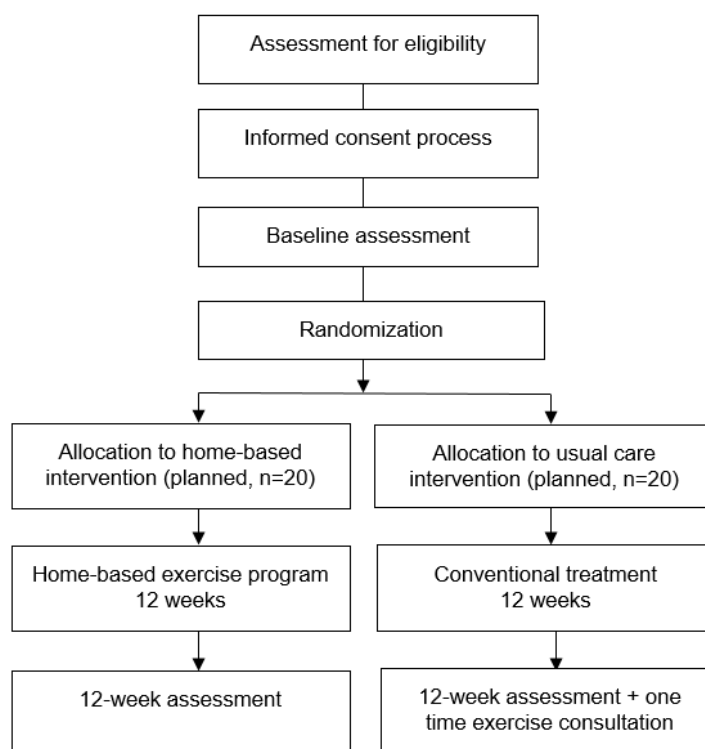 Assessment for eligibility
Informed consent process
Baseline assessment
Randomization
Allocation to home-based
intervention (planned, n=20)
Allocation to usual care
intervention (planned, n=20)
Home-based exercise program
12 weeks
Conventional treatment
12 weeks
12-week assessment
12-week assessment + one
time exercise consultation